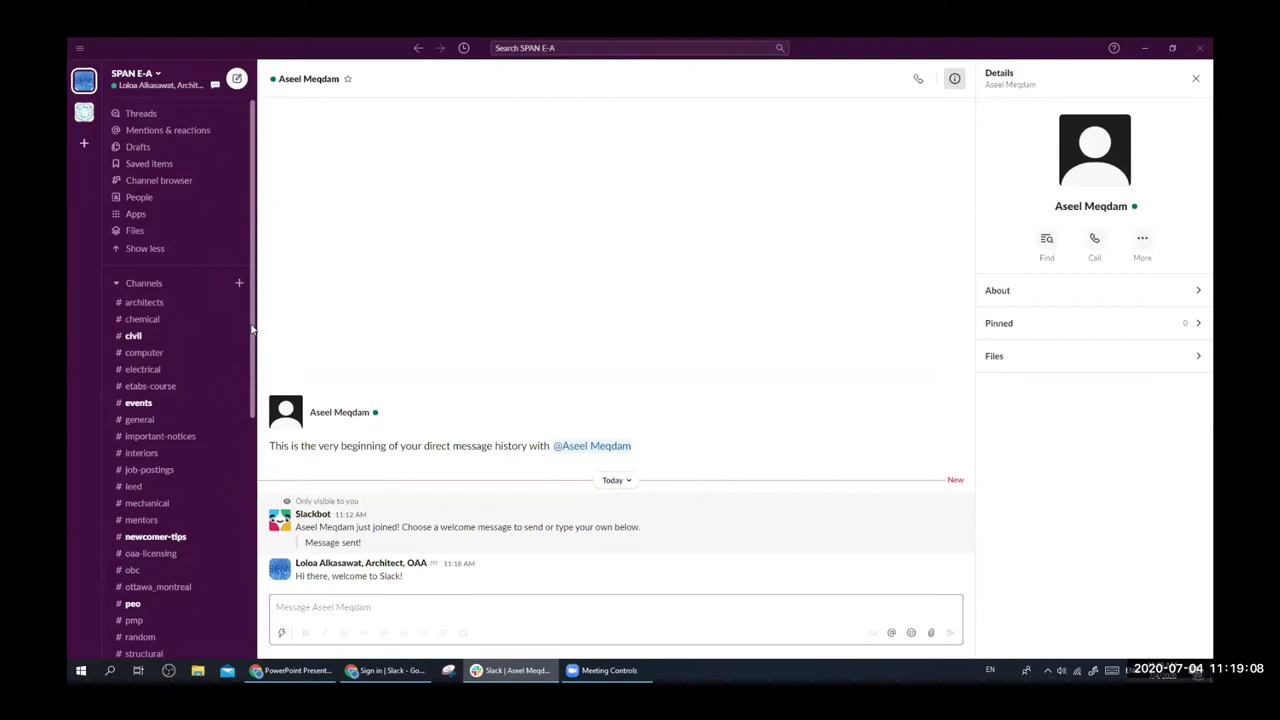 Search SPAN E-A
SPAN E-A
Loloa Alkasawat, Archit...
Threads
Mentions & reactions
Drafts
Saved items
Channel browser
People
Apps
Files
Show less
Channels
# architects
# chemical
# civil
# computer
# electrical
# etabs-course
# events
# general
# important-notices
# interiors
# job-postings
# leed
# mechanical
# mentors
# newcomer-tips
# oaa-licensing
# obc
# ottawa_montreal
# peo
# pmp
# random
# structural
Aseel Meqdam
Aseel Meqdam
This is the very beginning of your direct message history with @Aseel Meqdam
Today
New
Only visible to you
Slackbot 11:12 AM
Aseel Meqdam just joined! Choose a welcome message to send or type your own below.
Message sent!
Loloa Alkasawat, Architect, OAA 11:18 AM
Hi there, welcome to Slack!
Message Aseel Meqdam
Details
Aseel Meqdam
Aseel Meqdam
Find
Call
More
About
Pinned 0
Files
PowerPoint Present...
Sign in | Slack - Go...
Slack | Aseel Meqd...
Meeting Controls
EN
2020-07-04 11:19:08